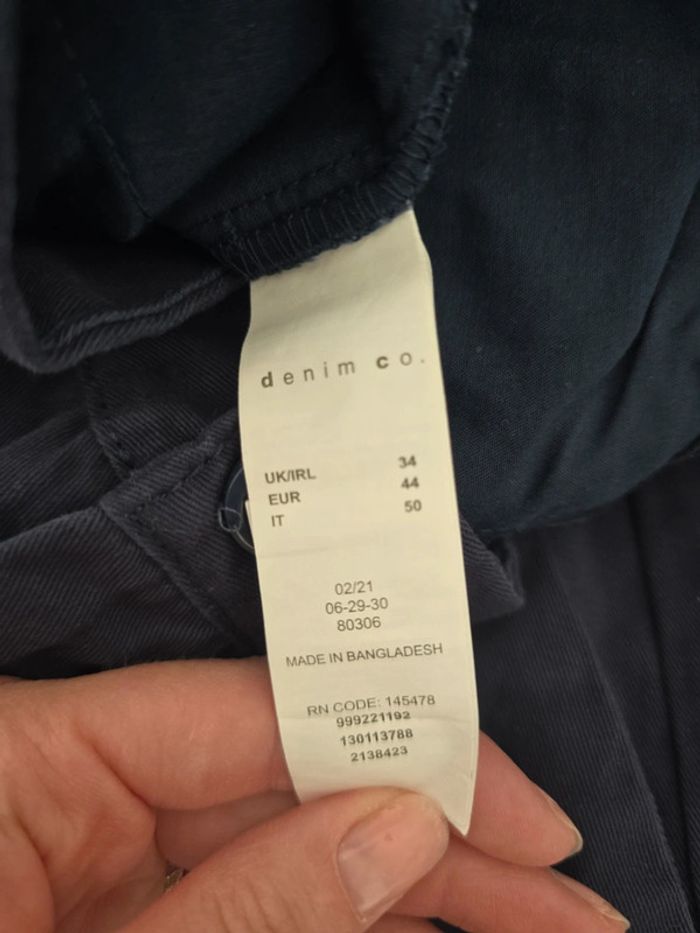 denim co.
UK/IRL 34
EUR 44
IT 50
02/21
06-29-30
80306
MADE IN BANGLADESH
RN CODE: 145478
999221192
130113788
2138423